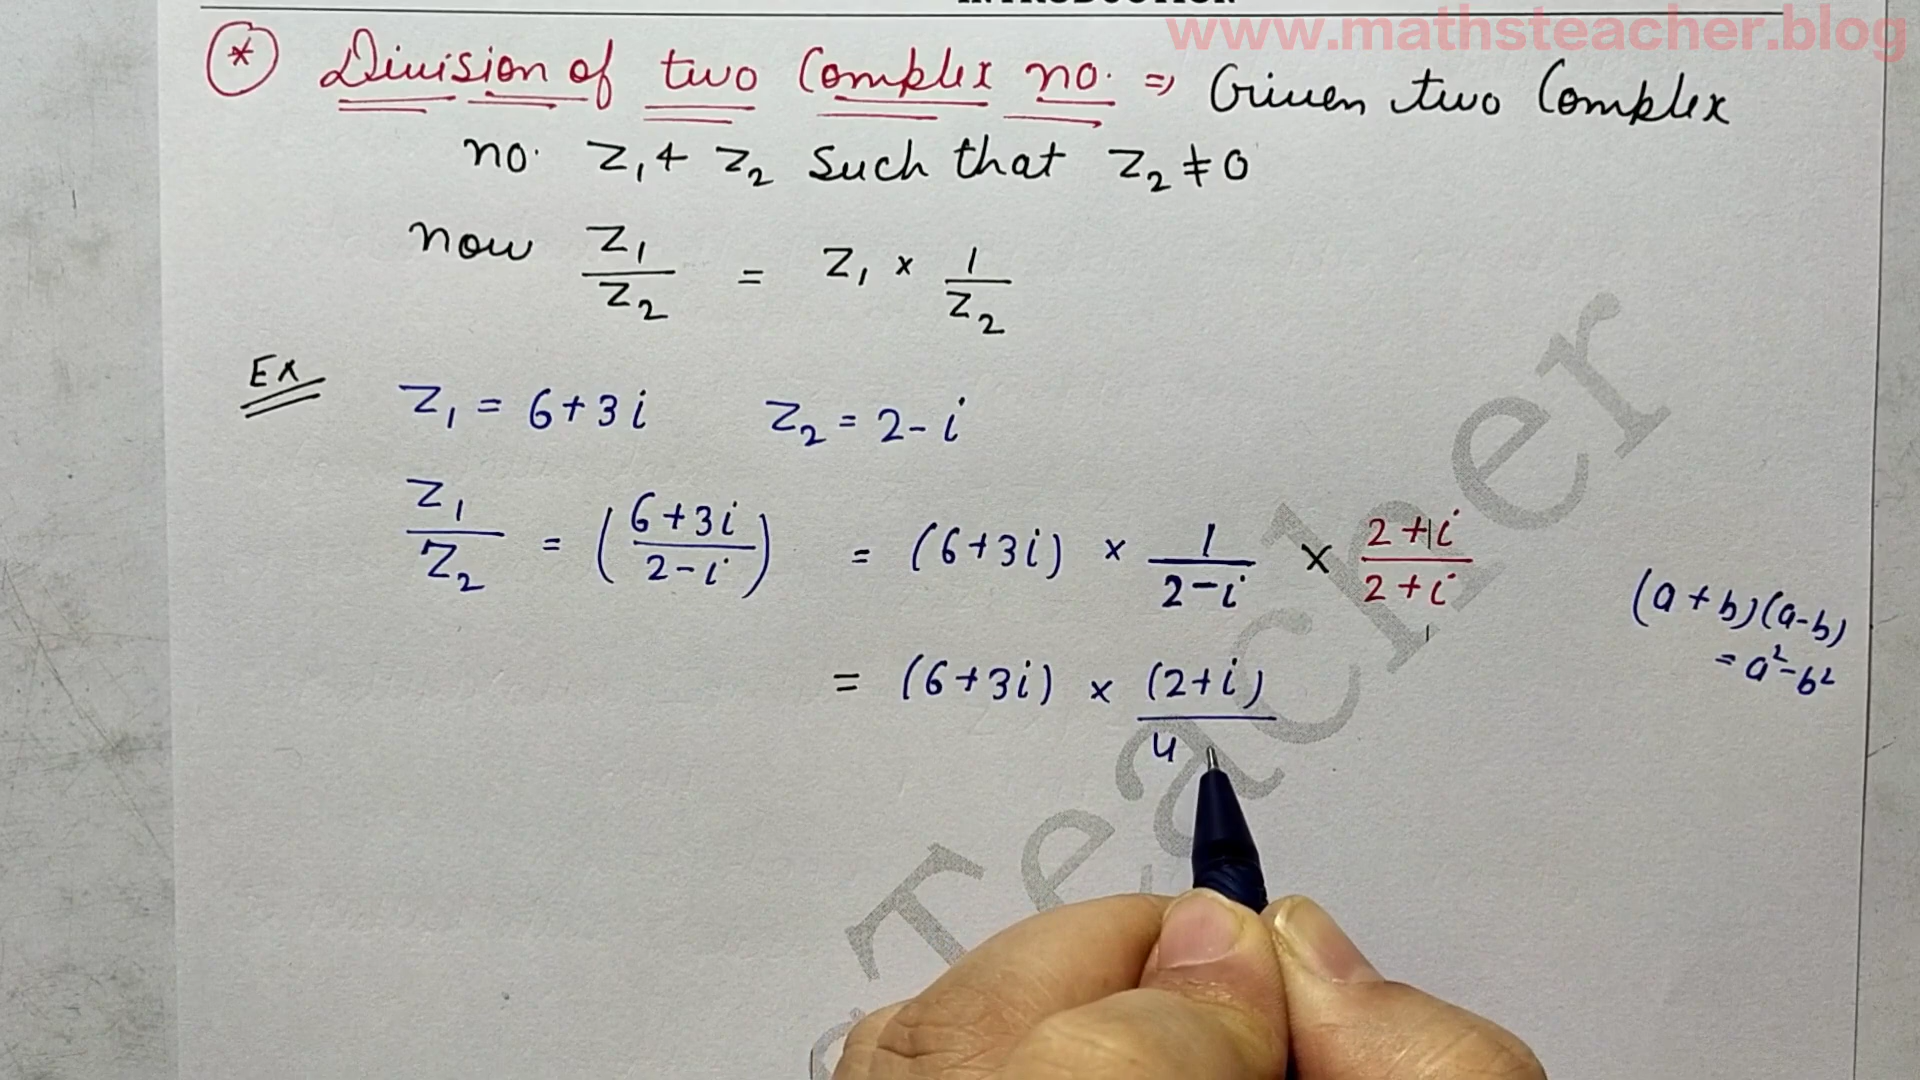 INTRODUCTION
www.mathsteacher.blog
* Division of two Complex no. ⇒ Given two Complex
no. z₁ & z₂ such that z₂ ≠ 0
now z₁/z₂ = z₁ × 1/z₂
Ex z₁ = 6+3i z₂ = 2-i
z₁/z₂ = ((6+3i)/(2-i)) = (6+3i) × 1/(2-i) × (2+i)/(2+i)
(a+b)(a-b)
= a²-b²
= (6+3i) × (2+i)/4
Teacher